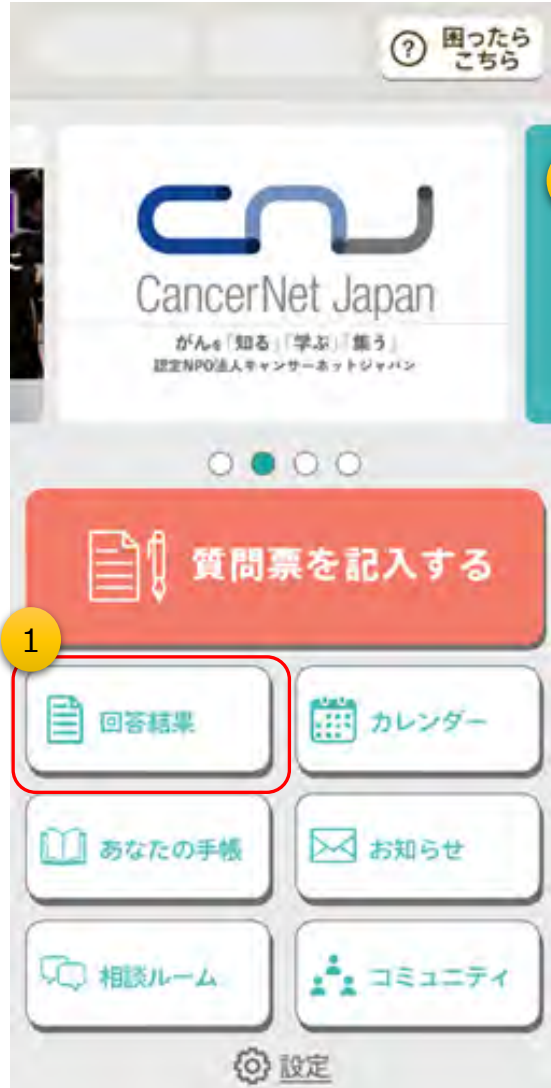 ? 困ったら
こちら
cnj
CancerNet Japan
がんを「知る」「学ぶ」「集う」
認定NPO法人キャンサーネットジャパン
質問票を記入する
1
回答結果
カレンダー
あなたの手帳
お知らせ
相談ルーム
コミュニティ
設定